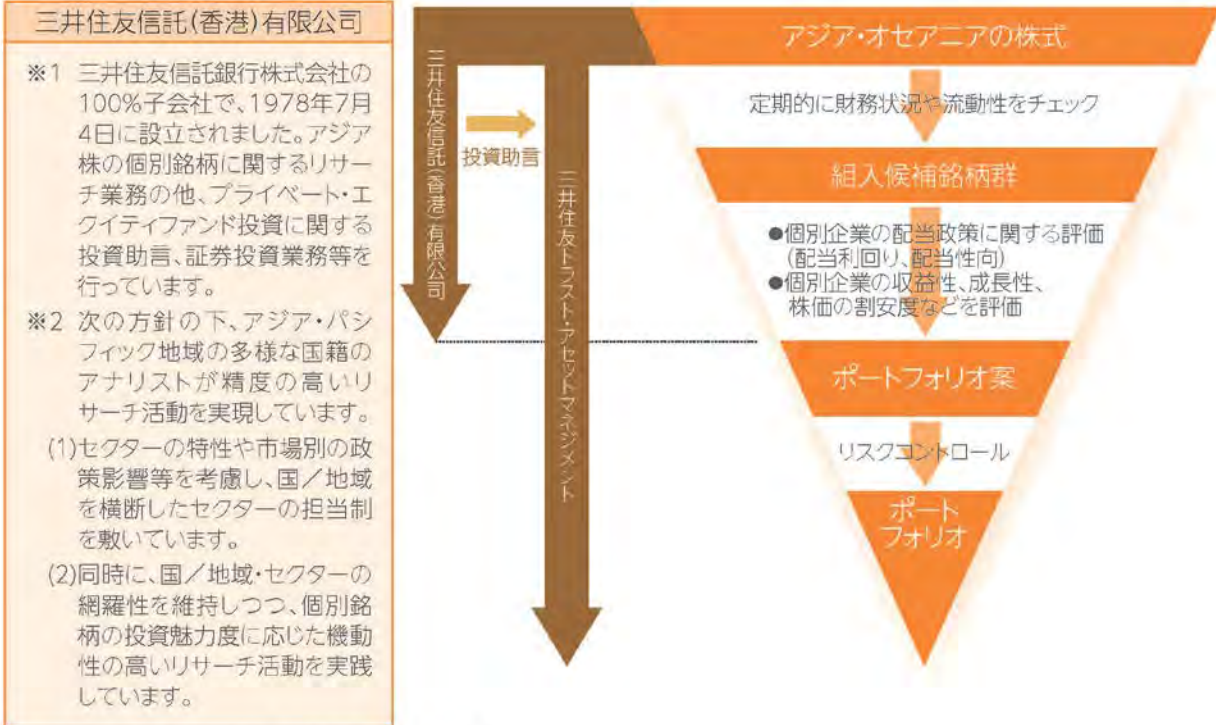 三井住友信託(香港)有限公司
※1 三井住友信託銀行株式会社の
100%子会社で、1978年7月
4日に設立されました。アジア
株の個別銘柄に関するリサー
チ業務の他、プライベート・エ
クイティファンド投資に関する
投資助言、証券投資業務等を
行っています。
※2 次の方針の下、アジア・パシ
フィック地域の多様な国籍の
アナリストが精度の高いリ
サーチ活動を実現しています。
(1)セクターの特性や市場別の政
策影響等を考慮し、国/地域
を横断したセクターの担当制
を敷いています。
(2)同時に、国/地域・セクターの
網羅性を維持しつつ、個別銘
柄の投資魅力度に応じた機動
性の高いリサーチ活動を実践
しています。
三井住友信託(香港)有限公司
投資助言
三井住友トラスト・アセットマネジメント
アジア・オセアニアの株式
定期的に財務状況や流動性をチェック
組入候補銘柄群
●個別企業の配当政策に関する評価
(配当利回り、配当性向)
●個別企業の収益性、成長性、
株価の割安度などを評価
ポートフォリオ案
リスクコントロール
ポート
フォリオ